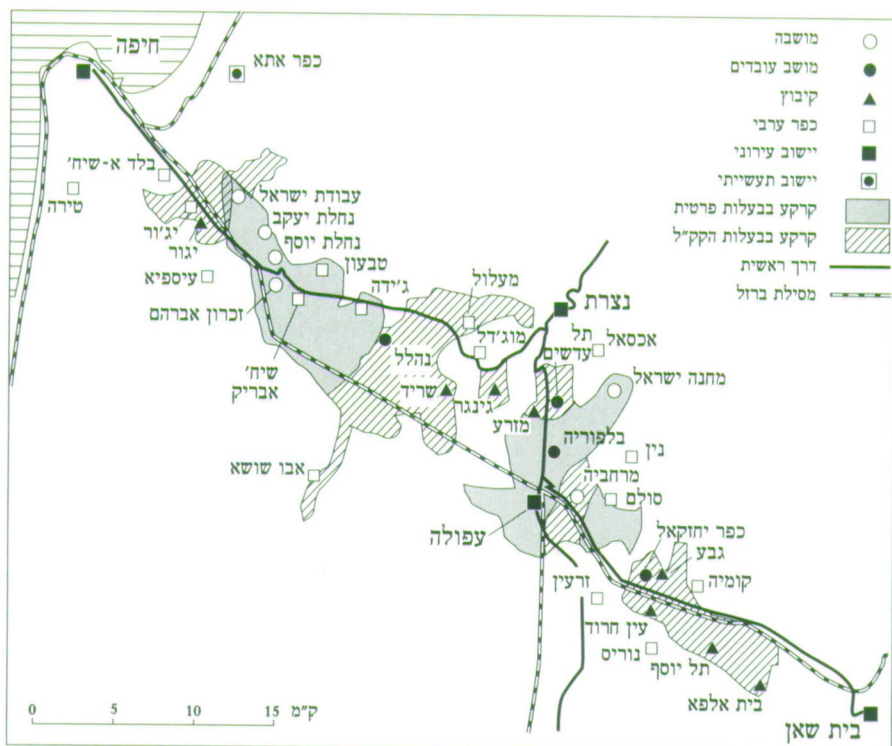 חיפה
כפר אתא
בלד א-שיח'
טירה
יג'ור
יגור
עיספיא
עבודת ישראל
נחלת יעקב
נחלת יוסף
טבעון
ג'ידה
זכרון אברהם
שיח'
אבריק
מעלול
מוג'דל
נהלל
שריד
גינגר
אבו שושא
נצרת
תל
עדשים
אכסאל
מחנה ישראל
מזרע
בלפוריה
נין
מרחביה
סולם
עפולה
כפר יחזקאל
גבע
קומיה
זרעין
עין חרוד
נוריס
תל יוסף
בית אלפא
בית שאן
מושבה
מושב עובדים
קיבוץ
כפר ערבי
יישוב עירוני
יישוב תעשייתי
קרקע בבעלות פרטית
קרקע בבעלות הקק"ל
דרך ראשית
מסילת ברזל
0 5 10 15 ק"מ